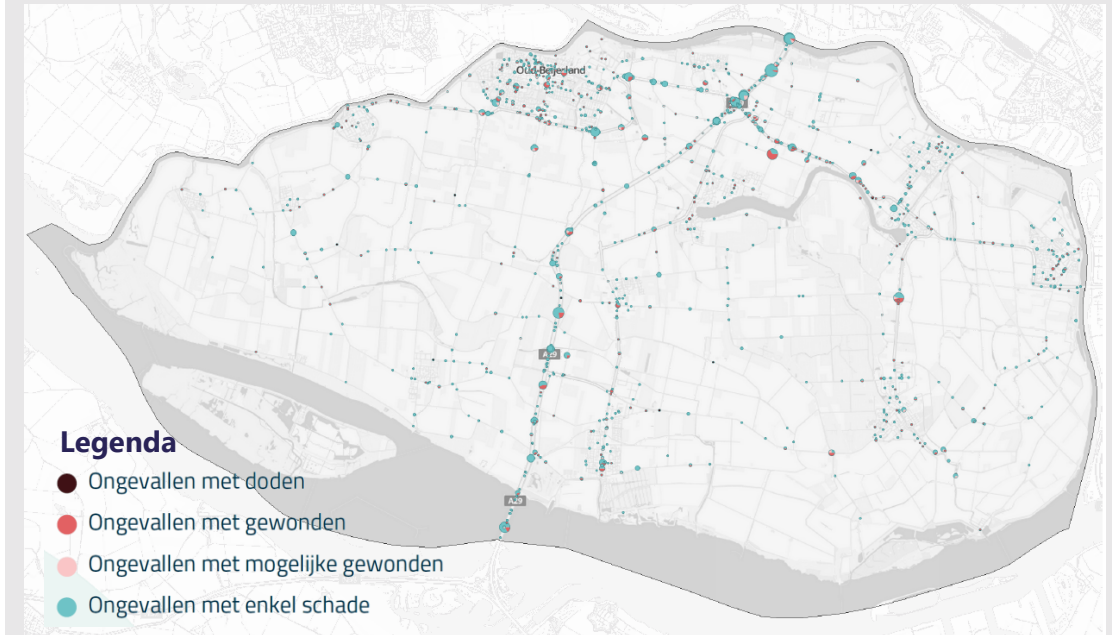 Oud-Beijerland
A29
A29
Legenda
Ongevallen met doden
A29
Ongevallen met gewonden
Ongevallen met mogelijke gewonden
Ongevallen met enkel schade